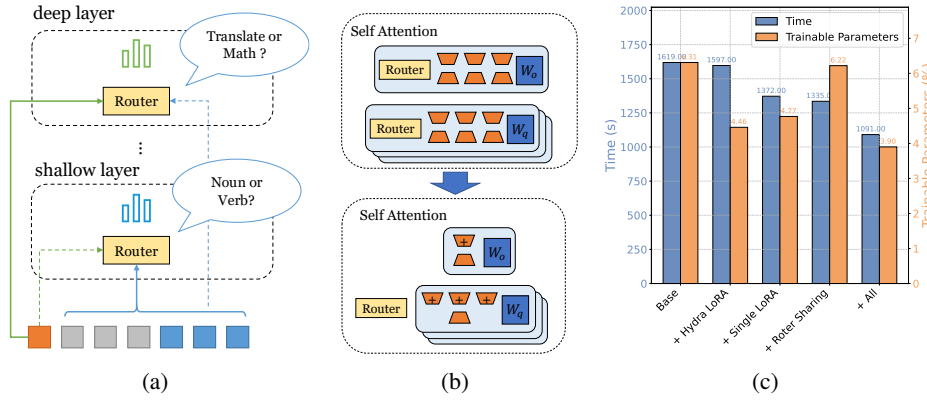 deep layer
Translate or
Math ?
Router
...
shallow layer
Noun or
Verb?
Router
(a)
Self Attention
Router
W_o
Router
W_q
Self Attention
+
W_o
Router
+ + +
W_q
(b)
Time
Trainable Parameters
Time (s)
2000
1750
1500
1250
1000
750
500
250
0
1619.00
6.31
1597.00
4.46
1372.00
4.77
1335.00
6.22
1091.00
3.90
7
6
5
4
3
2
1
0
Trainable Parameters (%)
Base
+ Hydra LoRA
+ Single LoRA
+ Roter Sharing
+ All
(c)